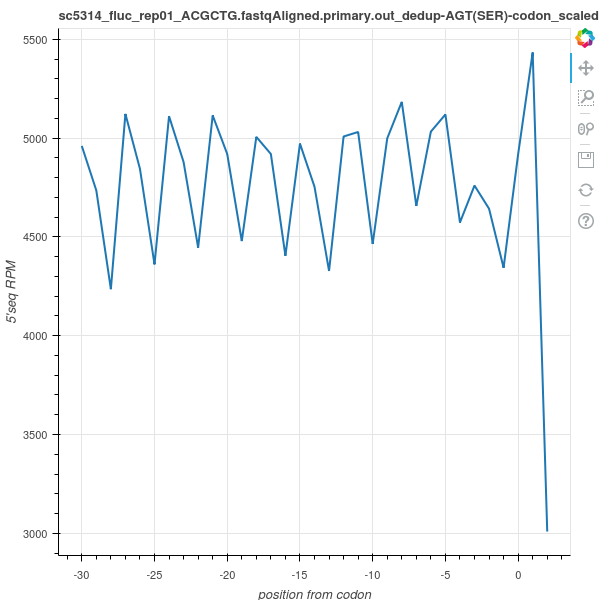 sc5314_fluc_rep01_ACGCTG.fastqAligned.primary.out_dedup-AGT(SER)-codon_scaled
5500
5000
4500
4000
3500
3000
5'seq RPM
-30 -25 -20 -15 -10 -5 0
position from codon